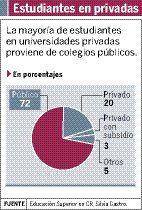 Estudiantes en privadas
La mayoría de estudiantes
en universidades privadas
proviene de colegios públicos.
En porcentajes
Público
72
Privado
20
Privado
con
subsidio
3
Otros
5
FUENTE Educación Superior en CR, Silvia Castro.